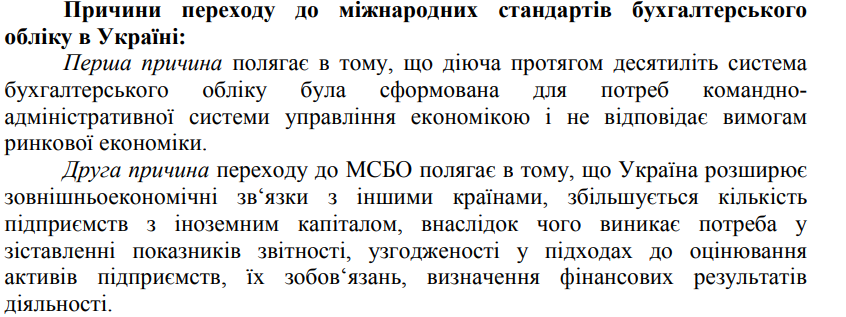 Причини переходу до міжнародних стандартів бухгалтерського
обліку в Україні:
Перша причина полягає в тому, що діюча протягом десятиліть система
бухгалтерського обліку була сформована для потреб командно-
адміністративної системи управління економікою і не відповідає вимогам
ринкової економіки.
Друга причина переходу до МСБО полягає в тому, що Україна розширює
зовнішньоекономічні зв‘язки з іншими країнами, збільшується кількість
підприємств з іноземним капіталом, внаслідок чого виникає потреба у
зіставленні показників звітності, узгодженості у підходах до оцінювання
активів підприємств, їх зобов‘язань, визначення фінансових результатів
діяльності.